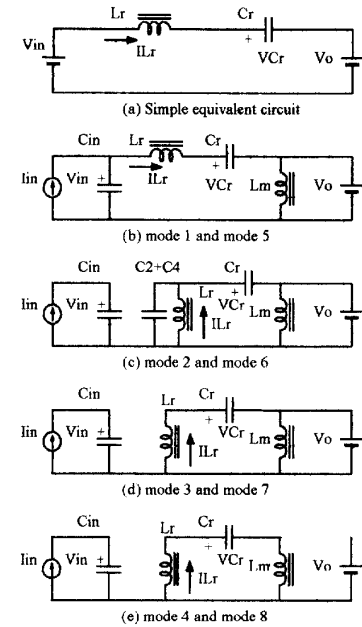 Lr Cr
Vin ILr + VCr Vo
(a) Simple equivalent circuit
Cin Lr Cr
Iin Vin + ILr + VCr Lm Vo
(b) mode 1 and mode 5
Cin C2+C4 Cr
Iin Vin + Lr ILr + VCr Lm Vo
(c) mode 2 and mode 6
Cin Lr Cr
Iin Vin + ILr + VCr Lm Vo
(d) mode 3 and mode 7
Cin Lr Cr
Iin Vin + ILr + VCr Lm Vo
(e) mode 4 and mode 8